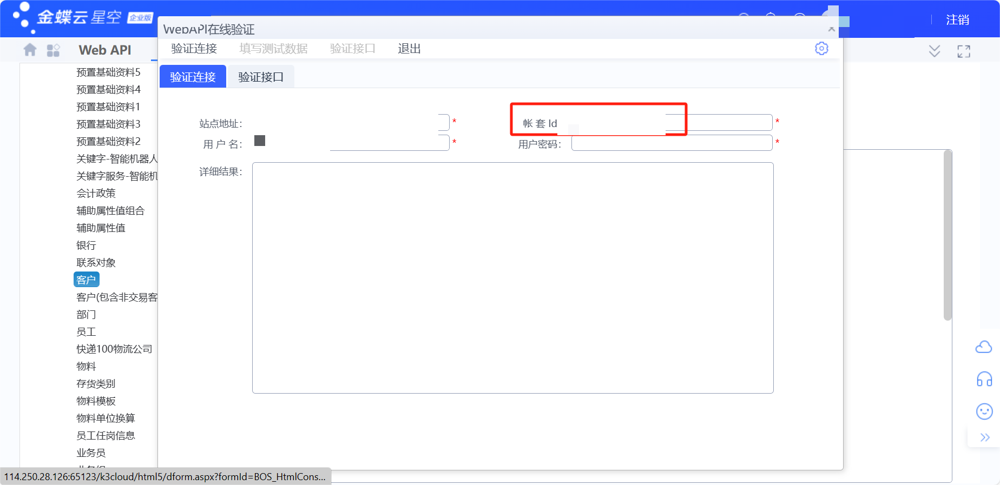 金蝶云 星空 企业版
注销
WebAPI在线验证
Web API
验证连接 填写测试数据 验证接口 退出
验证连接 验证接口
站点地址: *
帐 套 Id *
用 户 名: *
用户密码: *
详细结果:
预置基础资料5
预置基础资料4
预置基础资料1
预置基础资料3
预置基础资料2
关键字-智能机器人
关键字服务-智能机
会计政策
辅助属性值组合
辅助属性值
银行
联系对象
客户
客户(包含非交易客
部门
员工
快递100物流公司
物料
存货类别
物料模板
物料单位换算
员工任岗信息
业务员
114.250.28.126:65123/k3cloud/html5/dform.aspx?formId=BOS_HtmlCons...